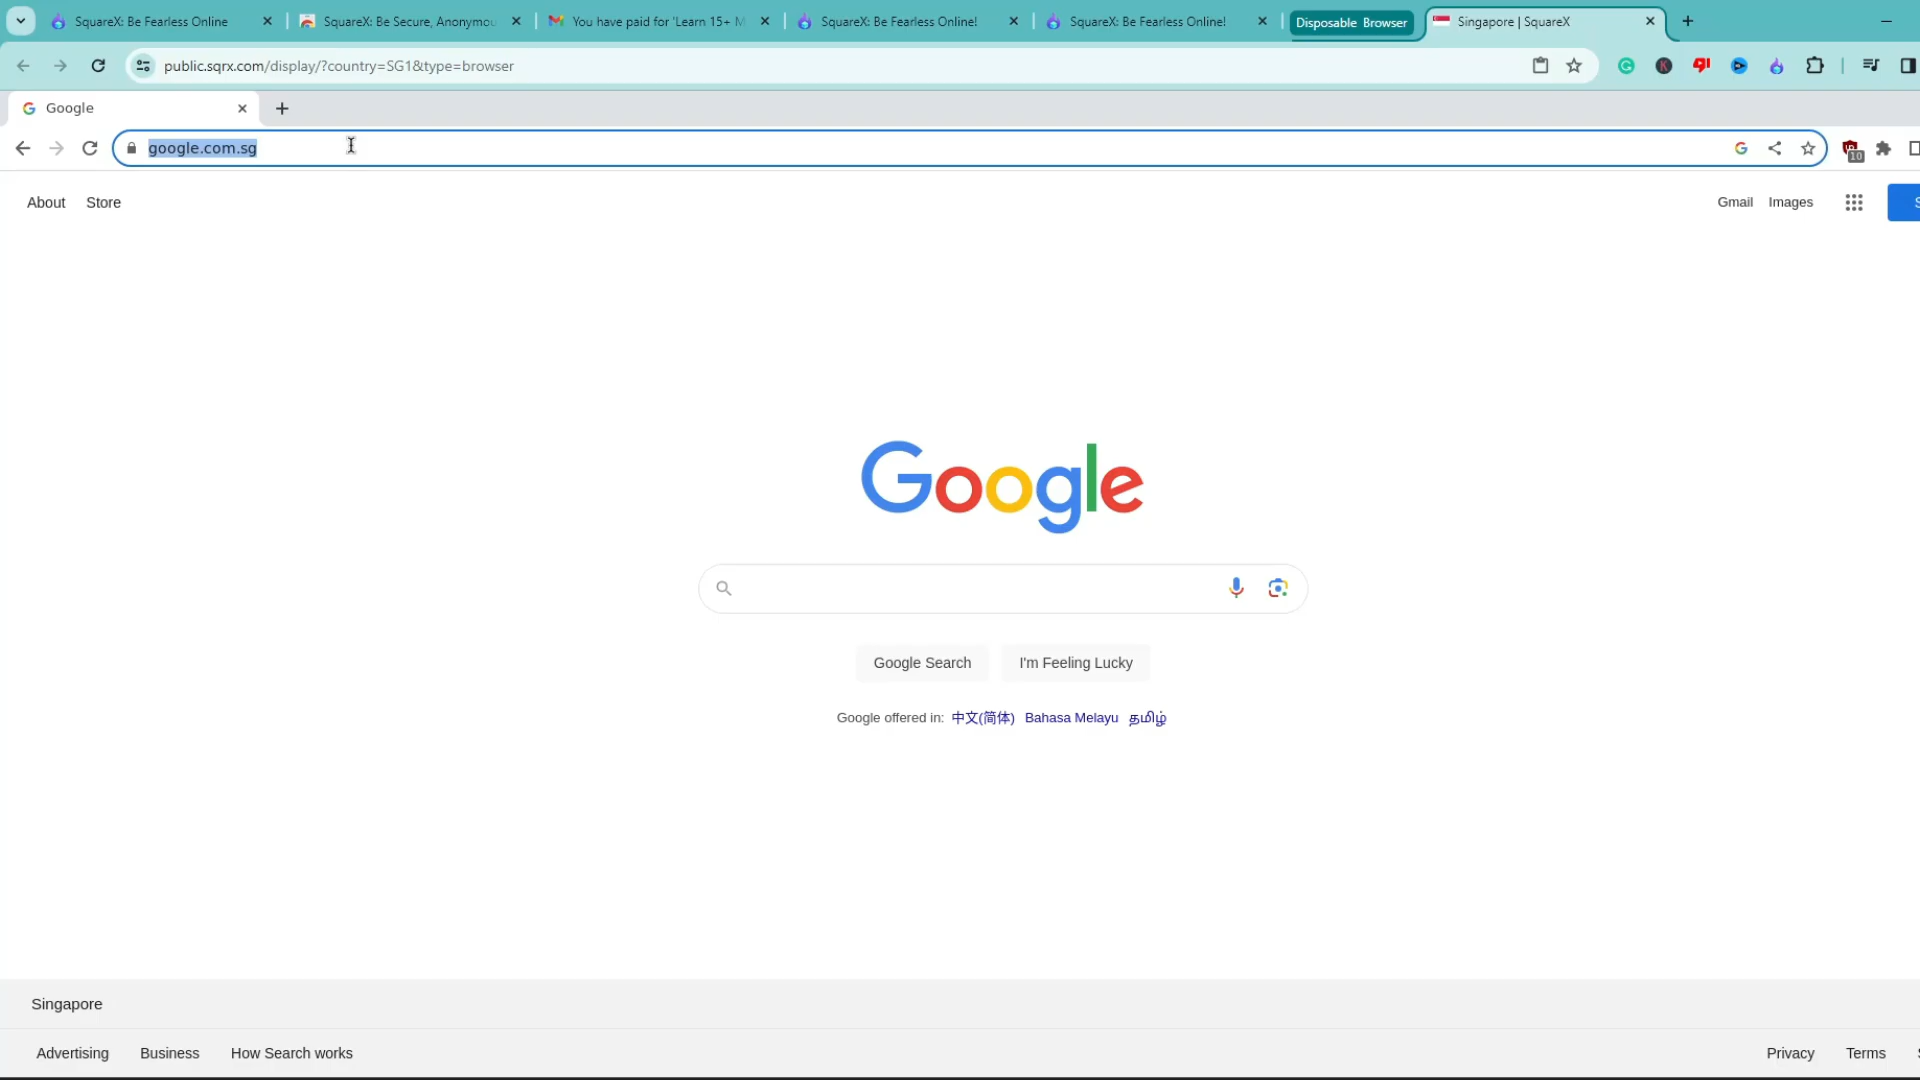 SquareX: Be Fearless Online
SquareX: Be Secure, Anonymou
You have paid for 'Learn 15+ M
SquareX: Be Fearless Online!
SquareX: Be Fearless Online!
Disposable Browser
Singapore | SquareX
public.sqrx.com/display/?country=SG1&type=browser
Google
google.com.sg
10
About Store
Gmail Images
Google
Google Search I'm Feeling Lucky
Google offered in: 中文(简体) Bahasa Melayu தமிழ்
Singapore
Advertising Business How Search works
Privacy Terms